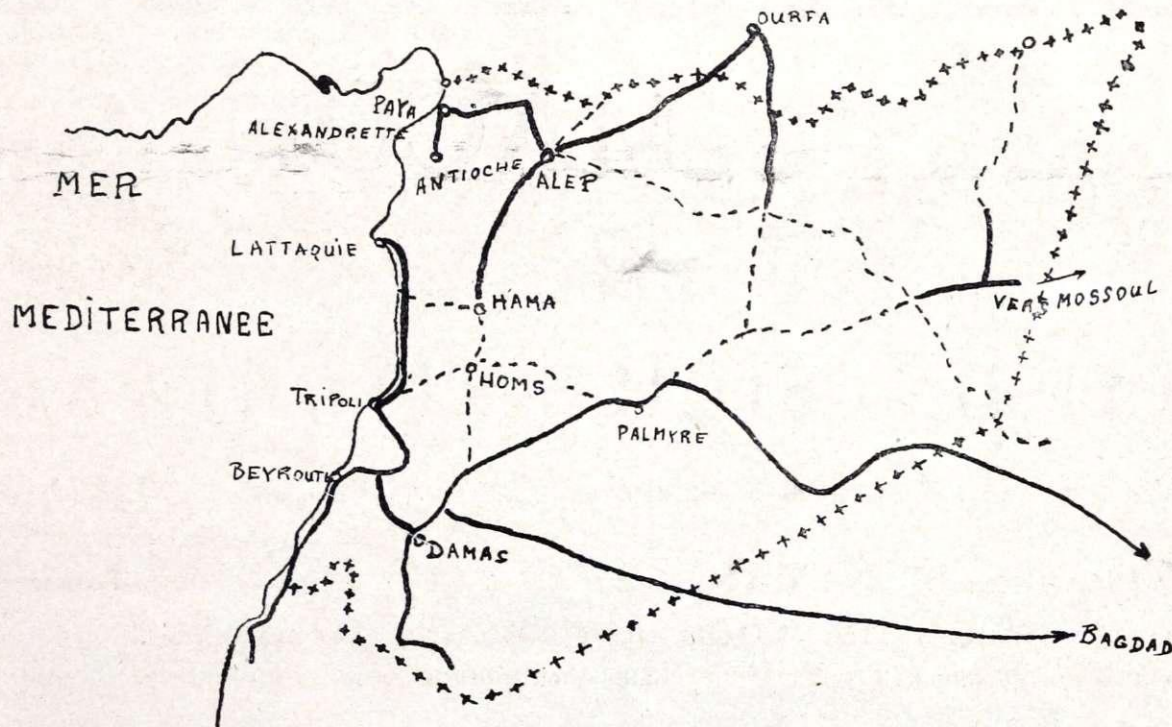 OURFA
PAYA
ALEXANDRETTE
ANTIOCHE
ALEP
MER
LATTAQUIE
HAMA
VERS MOSSOUL
MEDITERRANEE
HOMS
TRIPOLI
PALMYRE
BEYROUTH
DAMAS
BAGDAD